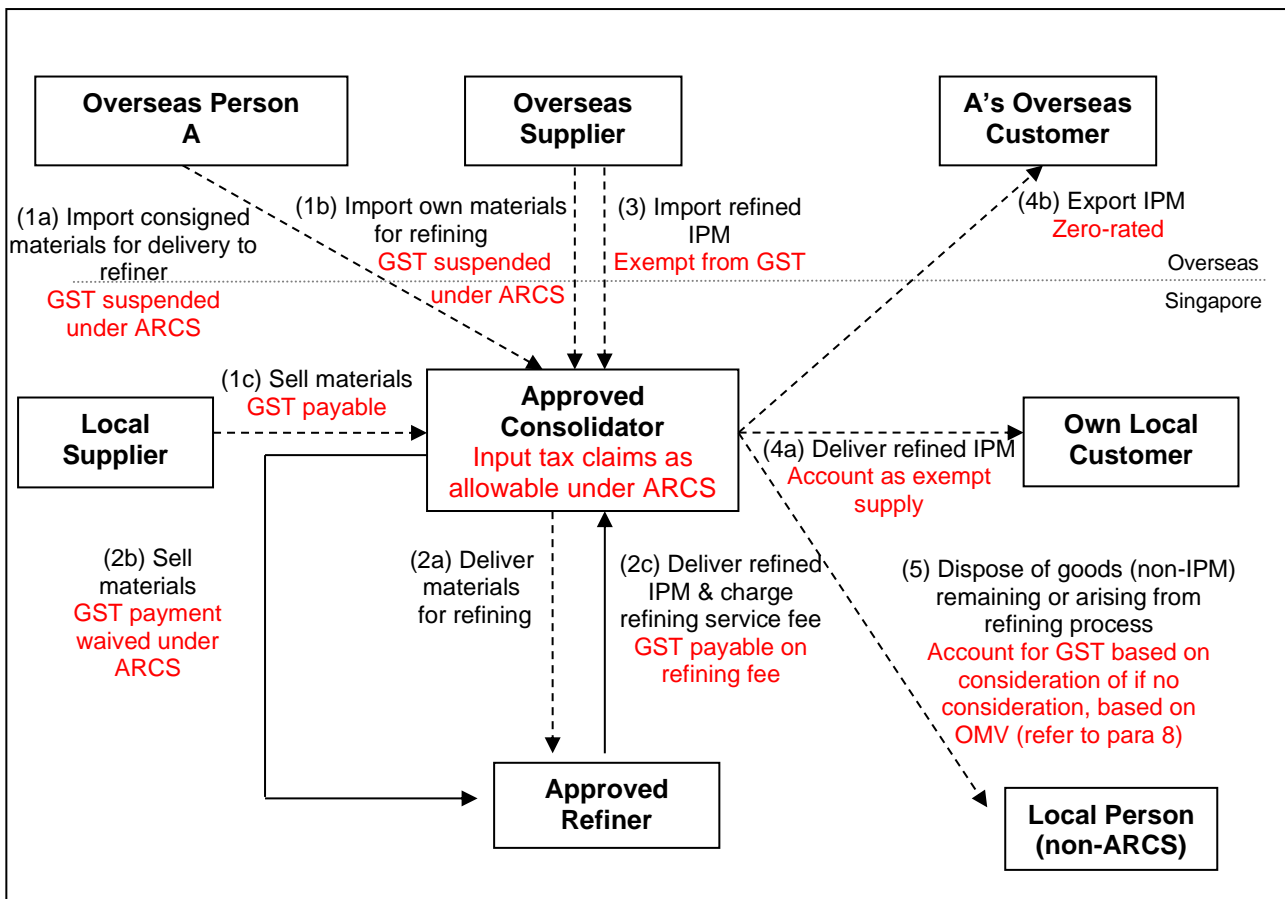 Overseas Person
A
Overseas
Supplier
A's Overseas
Customer
(1a) Import consigned
materials for delivery to
refiner
GST suspended
under ARCS
(1b) Import own materials
for refining
GST suspended
under ARCS
(3) Import refined
IPM
Exempt from GST
(4b) Export IPM
Zero-rated
Overseas
Singapore
Local
Supplier
(1c) Sell materials
GST payable
Approved
Consolidator
Input tax claims as
allowable under ARCS
(4a) Deliver refined IPM
Account as exempt
supply
Own Local
Customer
(2b) Sell
materials
GST payment
waived under
ARCS
(2a) Deliver
materials
for refining
(2c) Deliver refined
IPM & charge
refining service fee
GST payable on
refining fee
(5) Dispose of goods (non-IPM)
remaining or arising from
refining process
Account for GST based on
consideration of if no
consideration, based on
OMV (refer to para 8)
Approved
Refiner
Local Person
(non-ARCS)